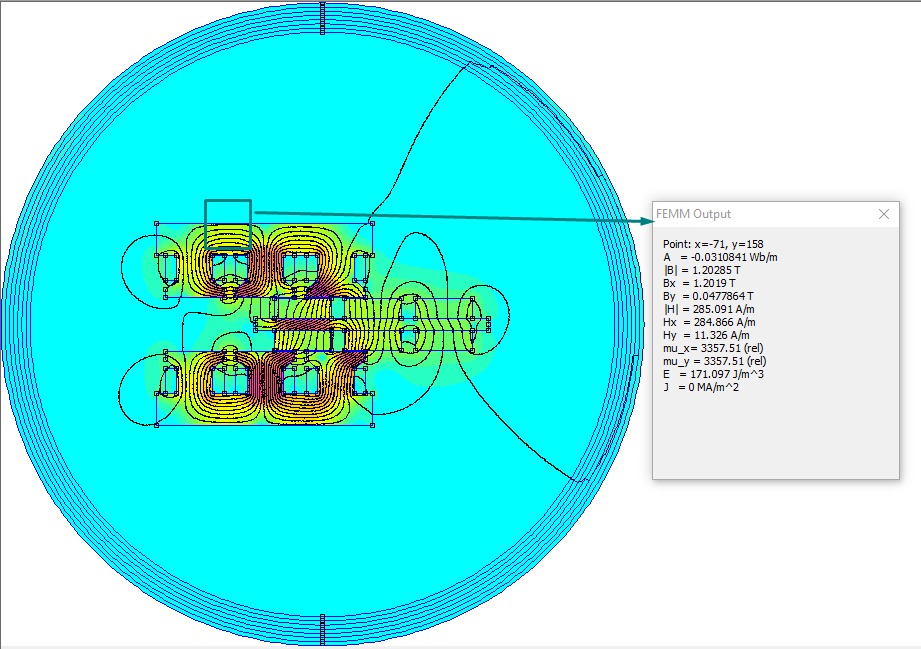 FEMM Output
Point: x=-71, y=158
A = -0.0310841 Wb/m
|B| = 1.20285 T
Bx = 1.2019 T
By = 0.0477864 T
|H| = 285.091 A/m
Hx = 284.866 A/m
Hy = 11.326 A/m
mu_x= 3357.51 (rel)
mu_y = 3357.51 (rel)
E = 171.097 J/m^3
J = 0 MA/m^2